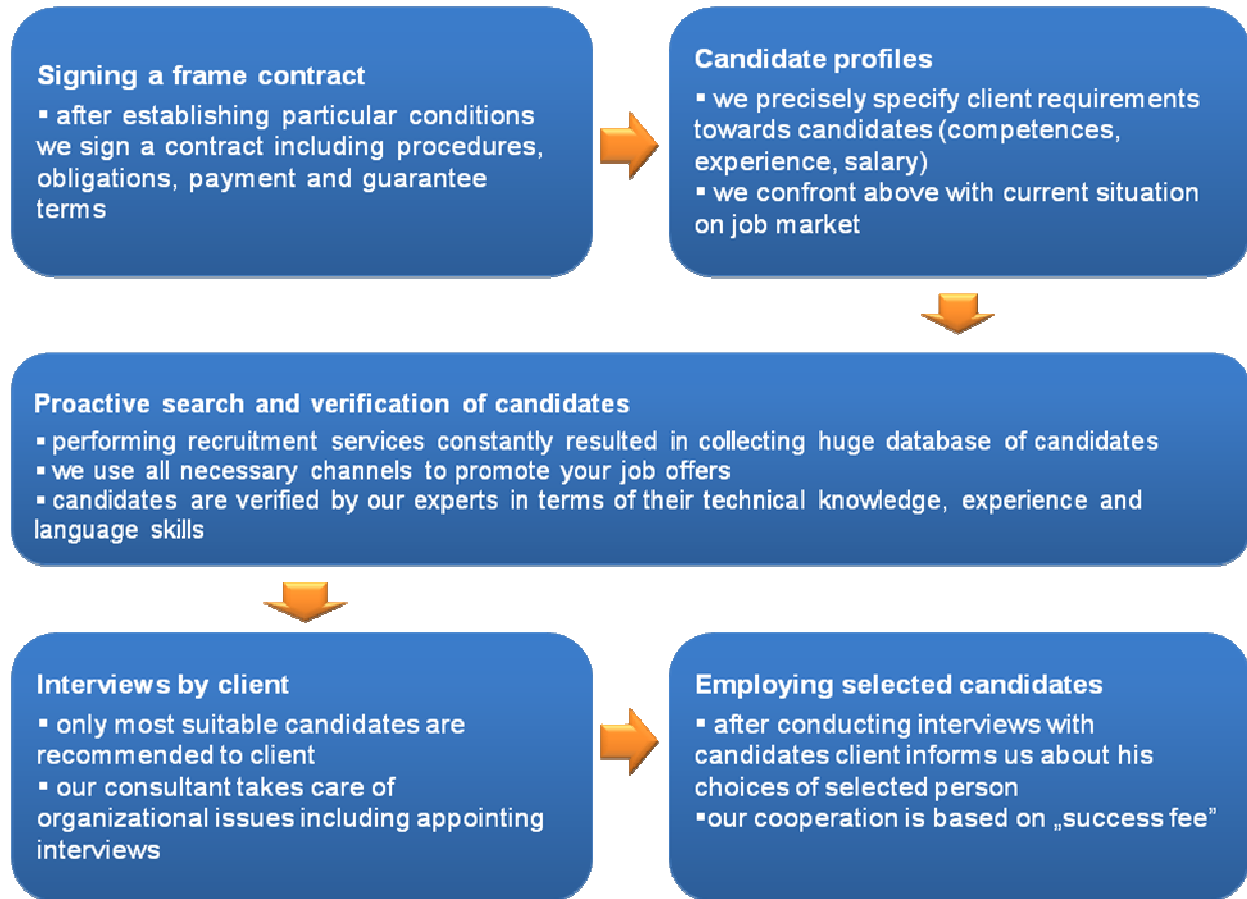 Signing a frame contract
▪ after establishing particular conditions
we sign a contract including procedures,
obligations, payment and guarantee
terms
Candidate profiles
▪ we precisely specify client requirements
towards candidates (competences,
experience, salary)
▪ we confront above with current situation
on job market
Proactive search and verification of candidates
▪ performing recruitment services constantly resulted in collecting huge database of candidates
▪ we use all necessary channels to promote your job offers
▪ candidates are verified by our experts in terms of their technical knowledge, experience and
language skills
Interviews by client
▪ only most suitable candidates are
recommended to client
▪ our consultant takes care of
organizational issues including appointing
interviews
Employing selected candidates
▪ after conducting interviews with
candidates client informs us about his
choices of selected person
▪our cooperation is based on „success fee”